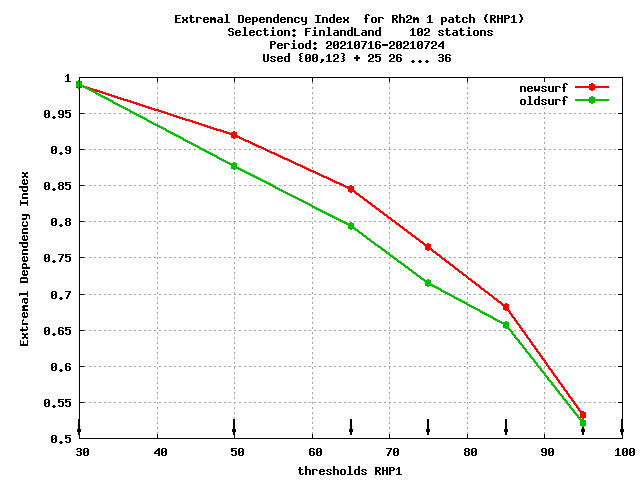 Extremal Dependency Index  for Rh2m 1 patch (RHP1)
Selection: FinlandLand    102 stations
Period: 20210716-20210724
Used {00,12} + 25 26 ... 36
newsurf
oldsurf
1
0.95
0.9
0.85
0.8
0.75
0.7
0.65
0.6
0.55
0.5
Extremal Dependency Index
30 40 50 60 70 80 90 100
thresholds RHP1